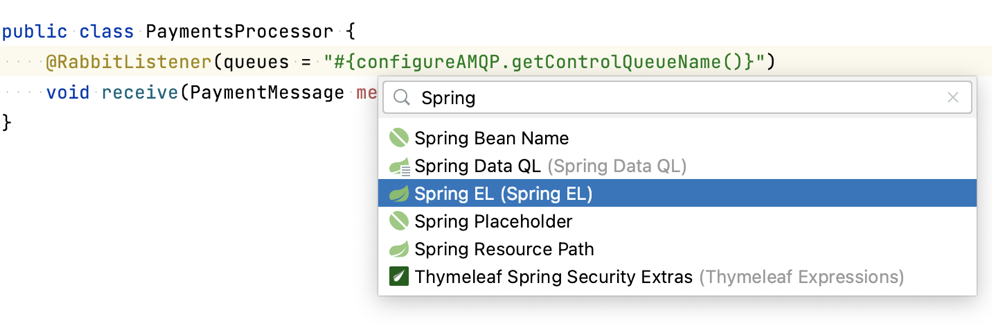 public class PaymentsProcessor {
@RabbitListener(queues = "#{configureAMQP.getControlQueueName()}")
void receive(PaymentMessage me
}
Spring
Spring Bean Name
Spring Data QL (Spring Data QL)
Spring EL (Spring EL)
Spring Placeholder
Spring Resource Path
Thymeleaf Spring Security Extras (Thymeleaf Expressions)